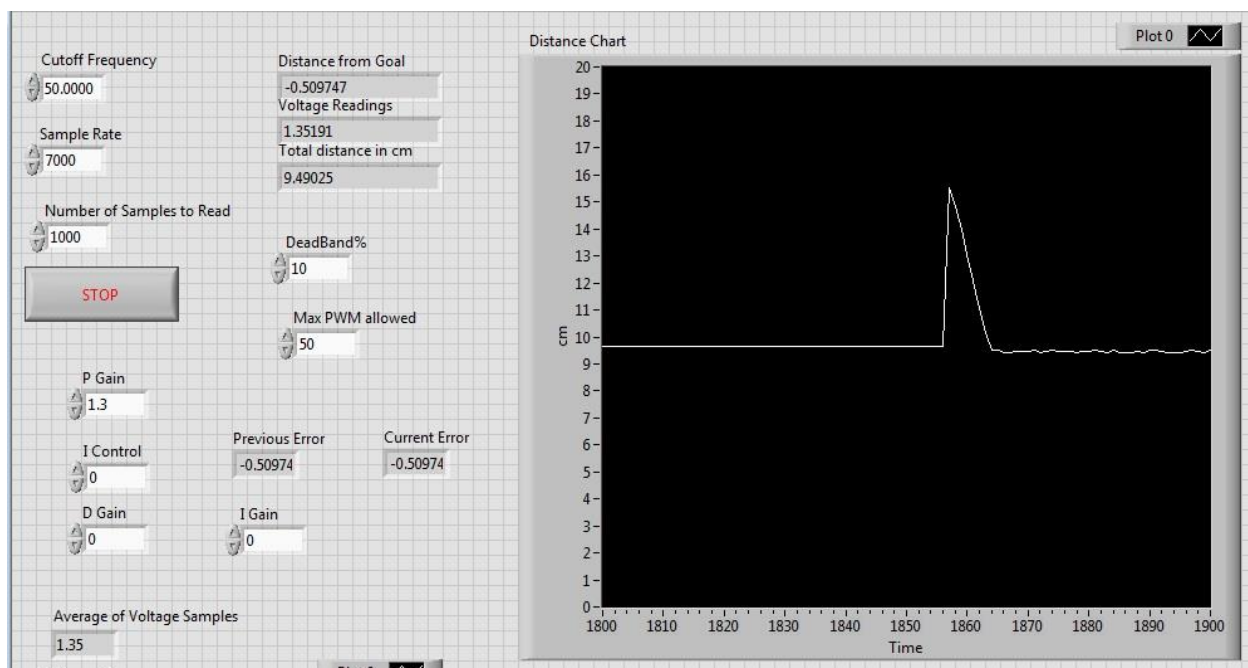 Cutoff Frequency
50.0000
Sample Rate
7000
Number of Samples to Read
1000
STOP
Distance from Goal
-0.509747
Voltage Readings
1.35191
Total distance in cm
9.49025
DeadBand%
10
Max PWM allowed
50
P Gain
1.3
I Control
0
D Gain
0
Previous Error
-0.50974
Current Error
-0.50974
I Gain
0
Average of Voltage Samples
1.35
Distance Chart
Plot 0
cm
20
19
18
17
16
15
14
13
12
11
10
9
8
7
6
5
4
3
2
1
0
1800 1810 1820 1830 1840 1850 1860 1870 1880 1890 1900
Time